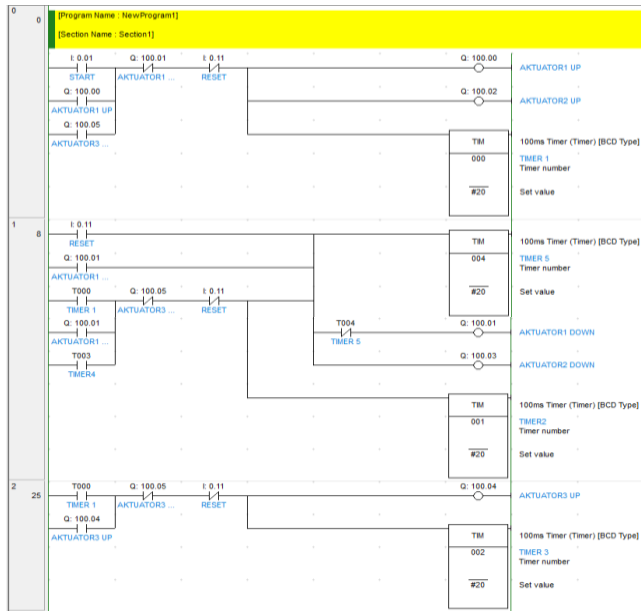 0
0
[Program Name : NewProgram1]
[Section Name : Section1]
I: 0.01
START
Q: 100.01
AKTUATOR1 ...
I: 0.11
RESET
Q: 100.00
AKTUATOR1 UP
Q: 100.00
AKTUATOR1 UP
Q: 100.02
AKTUATOR2 UP
Q: 100.05
AKTUATOR3 ...
TIM
100ms Timer (Timer) [BCD Type]
000
TIMER 1
Timer number
#20
Set value
1
8
I: 0.11
RESET
TIM
100ms Timer (Timer) [BCD Type]
Q: 100.01
AKTUATOR1 ...
004
TIMER 5
Timer number
#20
Set value
T000
TIMER 1
Q: 100.05
AKTUATOR3 ...
I: 0.11
RESET
Q: 100.01
AKTUATOR1 ...
T004
TIMER 5
Q: 100.01
AKTUATOR1 DOWN
T003
TIMER4
Q: 100.03
AKTUATOR2 DOWN
TIM
100ms Timer (Timer) [BCD Type]
001
TIMER2
Timer number
#20
Set value
2
25
T000
TIMER 1
Q: 100.05
AKTUATOR3 ...
I: 0.11
RESET
Q: 100.04
AKTUATOR3 UP
Q: 100.04
AKTUATOR3 UP
TIM
100ms Timer (Timer) [BCD Type]
002
TIMER 3
Timer number
#20
Set value